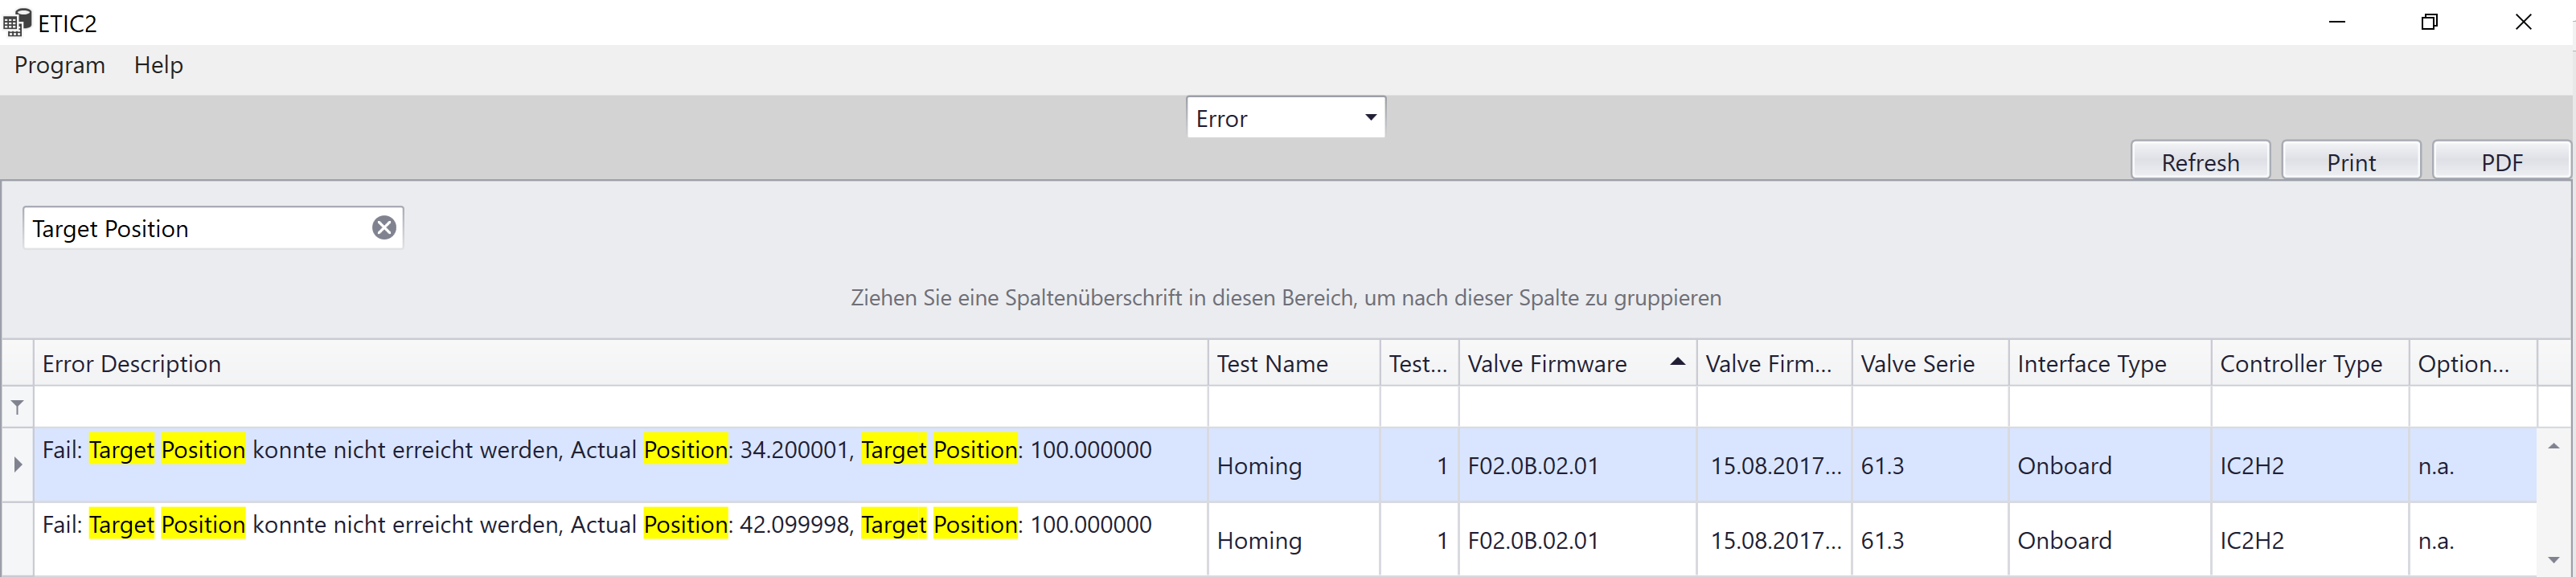 ETIC2
Program Help
Error
Refresh Print PDF
Target Position
Ziehen Sie eine Spaltenüberschrift in diesen Bereich, um nach dieser Spalte zu gruppieren
Error Description Test Name Test... Valve Firmware Valve Firm... Valve Serie Interface Type Controller Type Option...
Fail: Target Position konnte nicht erreicht werden, Actual Position: 34.200001, Target Position: 100.000000 Homing 1 F02.0B.02.01 15.08.2017... 61.3 Onboard IC2H2 n.a.
Fail: Target Position konnte nicht erreicht werden, Actual Position: 42.099998, Target Position: 100.000000 Homing 1 F02.0B.02.01 15.08.2017... 61.3 Onboard IC2H2 n.a.